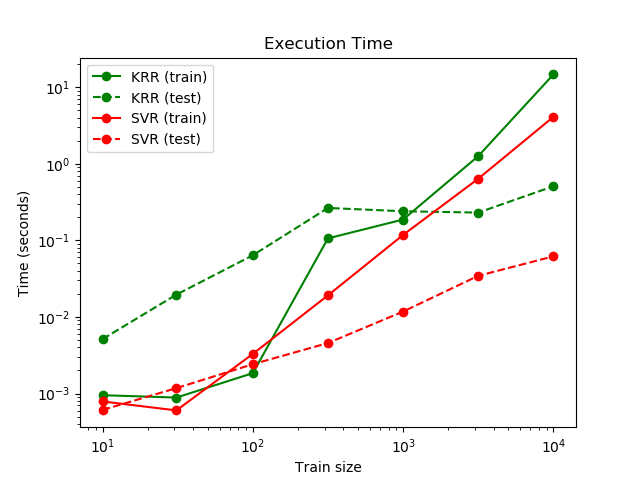 Execution Time
KRR (train)
KRR (test)
SVR (train)
SVR (test)
10¹
10⁰
10⁻¹
10⁻²
10⁻³
Time (seconds)
10¹ 10² 10³ 10⁴
Train size